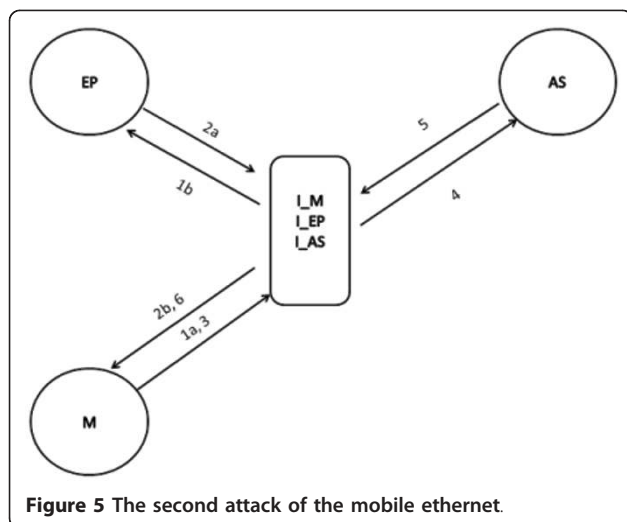 EP
AS
2a
1b
5
4
I_M
I_EP
I_AS
2b, 6
1a, 3
M
Figure 5 The second attack of the mobile ethernet.